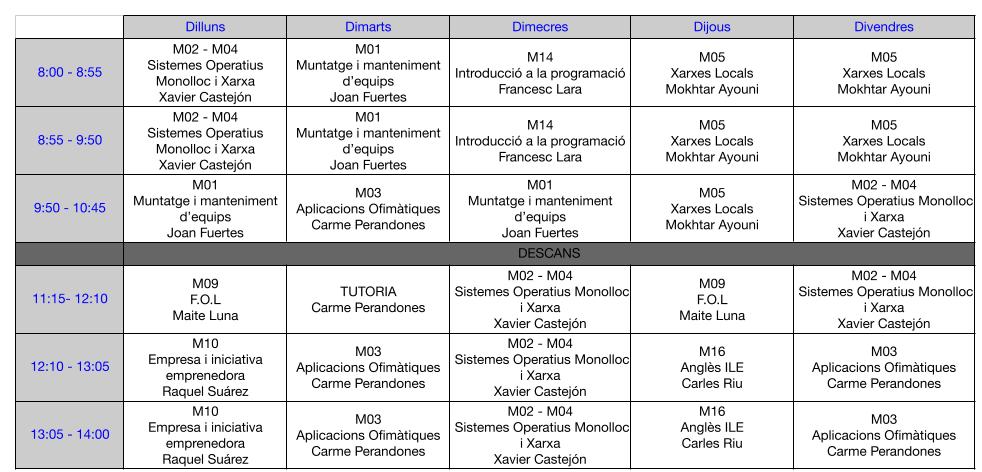 Dilluns Dimarts Dimecres Dijous Divendres
8:00 - 8:55
M02 - M04
Sistemes Operatius
Monolloc i Xarxa
Xavier Castejón
M01
Muntatge i manteniment
d’equips
Joan Fuertes
M14
Introducció a la programació
Francesc Lara
M05
Xarxes Locals
Mokhtar Ayouni
M05
Xarxes Locals
Mokhtar Ayouni
8:55 - 9:50
M02 - M04
Sistemes Operatius
Monolloc i Xarxa
Xavier Castejón
M01
Muntatge i manteniment
d’equips
Joan Fuertes
M14
Introducció a la programació
Francesc Lara
M05
Xarxes Locals
Mokhtar Ayouni
M05
Xarxes Locals
Mokhtar Ayouni
9:50 - 10:45
M01
Muntatge i manteniment
d’equips
Joan Fuertes
M03
Aplicacions Ofimàtiques
Carme Perandones
M01
Muntatge i manteniment
d’equips
Joan Fuertes
M05
Xarxes Locals
Mokhtar Ayouni
M02 - M04
Sistemes Operatius Monolloc
i Xarxa
Xavier Castejón
DESCANS
11:15- 12:10
M09
F.O.L
Maite Luna
TUTORIA
Carme Perandones
M02 - M04
Sistemes Operatius Monolloc
i Xarxa
Xavier Castejón
M09
F.O.L
Maite Luna
M02 - M04
Sistemes Operatius Monolloc
i Xarxa
Xavier Castejón
12:10 - 13:05
M10
Empresa i iniciativa
emprenedora
Raquel Suárez
M03
Aplicacions Ofimàtiques
Carme Perandones
M02 - M04
Sistemes Operatius Monolloc
i Xarxa
Xavier Castejón
M16
Anglès ILE
Carles Riu
M03
Aplicacions Ofimàtiques
Carme Perandones
13:05 - 14:00
M10
Empresa i iniciativa
emprenedora
Raquel Suárez
M03
Aplicacions Ofimàtiques
Carme Perandones
M02 - M04
Sistemes Operatius Monolloc
i Xarxa
Xavier Castejón
M16
Anglès ILE
Carles Riu
M03
Aplicacions Ofimàtiques
Carme Perandones